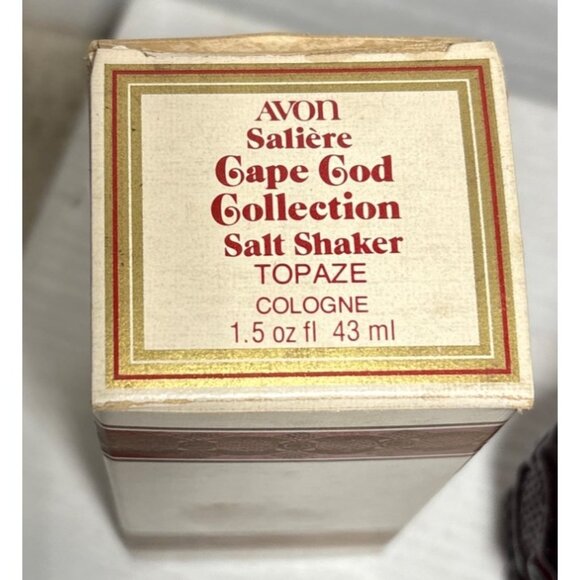 AVON
Salière
Cape Cod
Collection
Salt Shaker
TOPAZE
COLOGNE
1.5 oz fl 43 ml